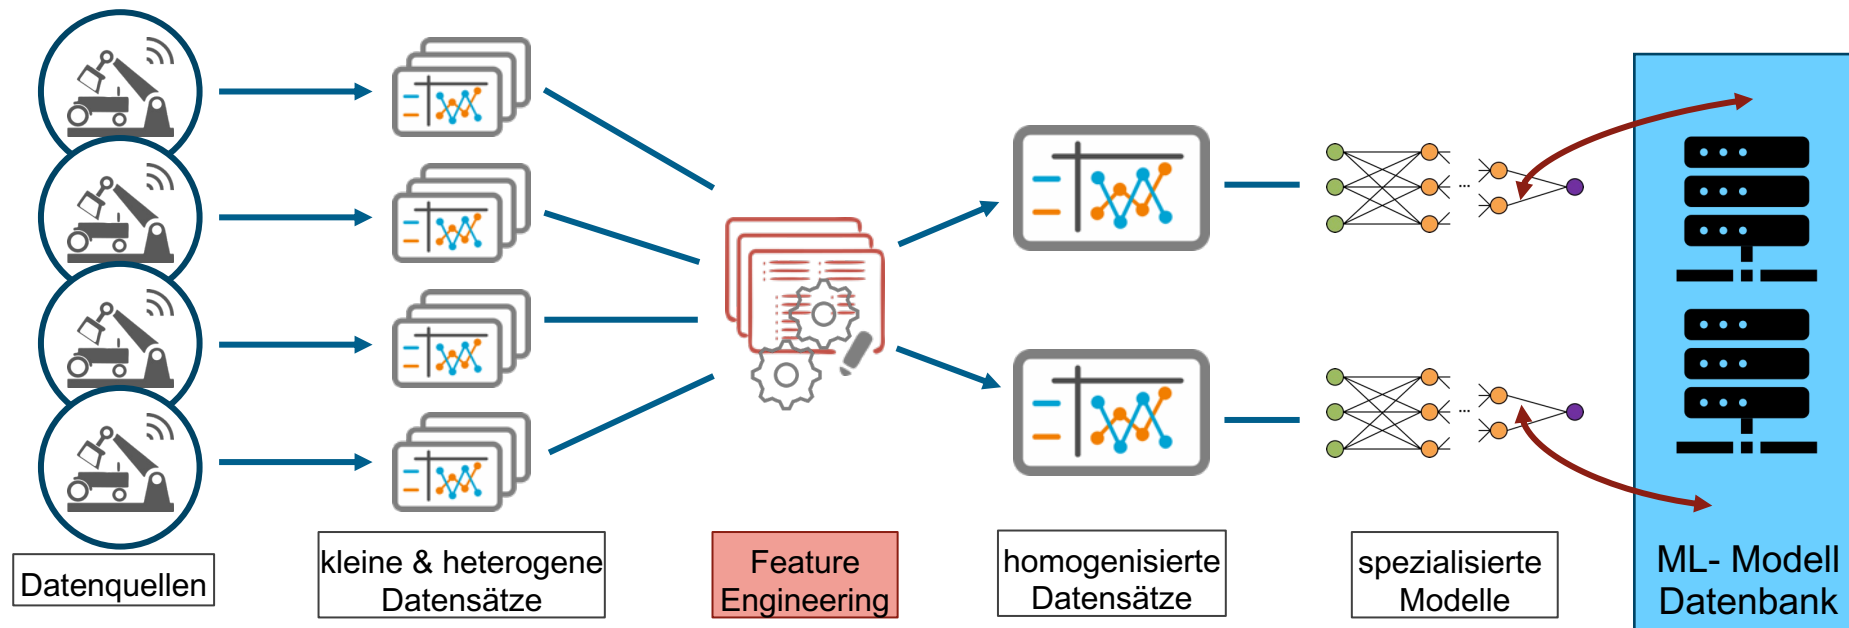 Datenquellen
kleine & heterogene
Datensätze
Feature
Engineering
homogenisierte
Datensätze
spezialisierte
Modelle
ML- Modell
Datenbank